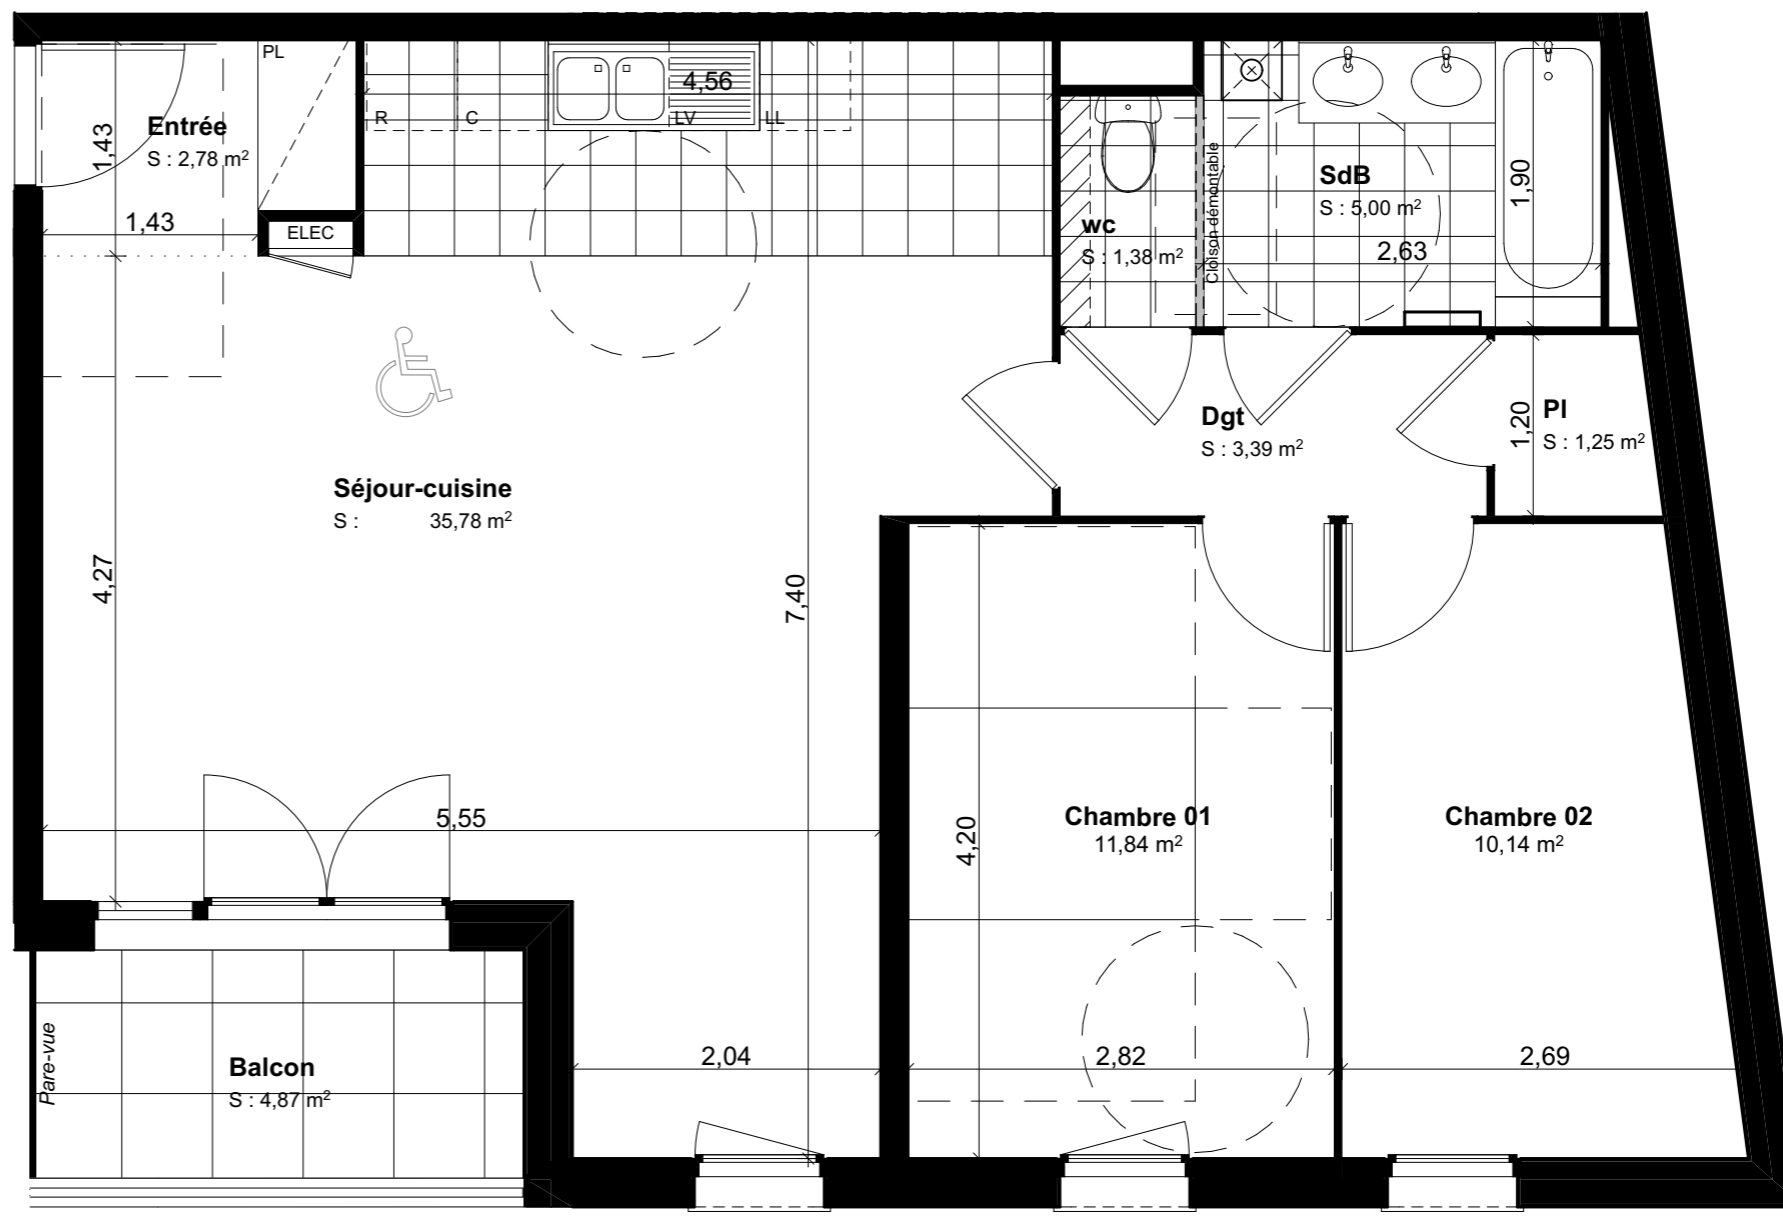 PL
Entrée
S : 2,78 m²
1,43
1,43
ELEC
R
C
4,56
LV
LL
wc
S : 1,38 m²
Cloison démontable
SdB
S : 5,00 m²
2,63
1,90
Dgt
S : 3,39 m²
1,20
Pl
S : 1,25 m²
Séjour-cuisine
S : 35,78 m²
4,27
7,40
5,55
4,20
Chambre 01
11,84 m²
Chambre 02
10,14 m²
Pare-vue
Balcon
S : 4,87 m²
2,04
2,82
2,69